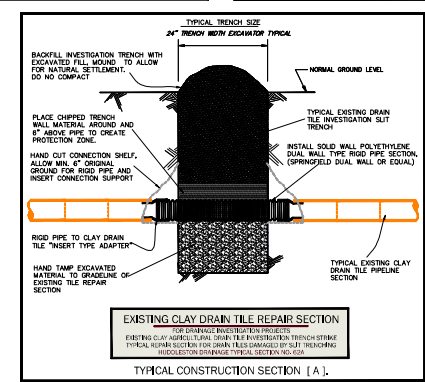 TYPICAL TRENCH SIZE
24" TRENCH WIDTH EXCAVATOR TYPICAL
BACKFILL INVESTIGATION TRENCH WITH
EXCAVATED FILL, MOUND TO ALLOW
FOR NATURAL SETTLEMENT.
DO NO COMPACT
NORMAL GROUND LEVEL
PLACE CHIPPED TRENCH
WALL MATERIAL AROUND AND
6" ABOVE PIPE TO CREATE
PROTECTION ZONE.
TYPICAL EXISTING DRAIN
TILE INVESTIGATION SLIT
TRENCH
HAND CUT CONNECTION SHELF,
ALLOW MIN. 6" ORIGINAL
GROUND FOR RIGID PIPE AND
INSERT CONNECTION SUPPORT
INSTALL SOLID WALL POLYETHYLENE
DUAL WALL TYPE RIGID PIPE SECTION.
(SPRINGFIELD DUAL WALL OR EQUAL)
RIGID PIPE TO CLAY DRAIN
TILE "INSERT TYPE ADAPTER"
HAND TAMP EXCAVATED
MATERIAL TO GRADELINE OF
EXISTING TILE REPAIR
SECTION
TYPICAL EXISTING CLAY
DRAIN TILE PIPELINE
SECTION
EXISTING CLAY DRAIN TILE REPAIR SECTION
FOR DRAINAGE INVESTIGATION PROJECTS
EXISTING CLAY AGRICULTURAL DRAIN TILE INVESTIGATION TRENCH STRIKE
TYPICAL REPAIR SECTION FOR DRAIN TILES DAMAGED BY SLIT TRENCHING
HUDDLESTON DRAINAGE TYPICAL SECTION NO. 62A
TYPICAL CONSTRUCTION SECTION [ A ].